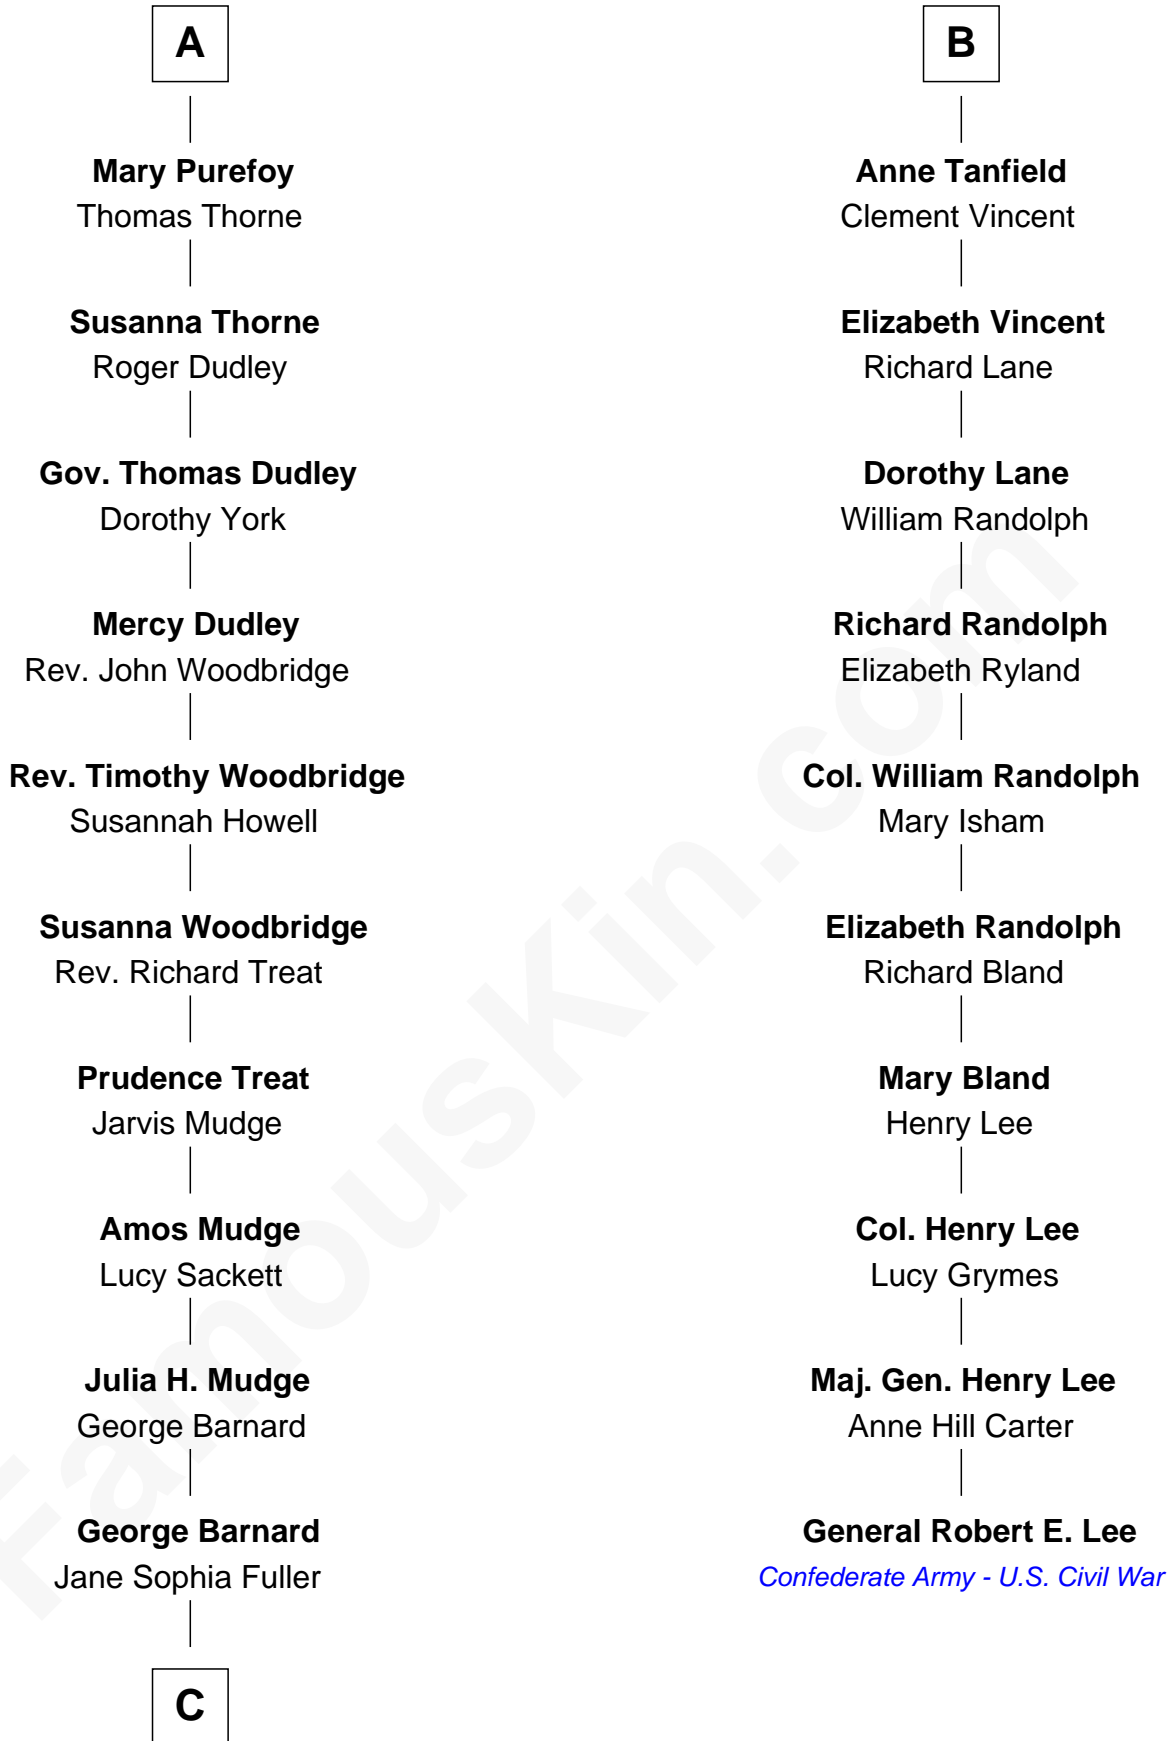 A
Mary Purefoy
Thomas Thorne
Susanna Thorne
Roger Dudley
Gov. Thomas Dudley
Dorothy York
Mercy Dudley
Rev. John Woodbridge
Rev. Timothy Woodbridge
Susannah Howell
Susanna Woodbridge
Rev. Richard Treat
Prudence Treat
Jarvis Mudge
Amos Mudge
Lucy Sackett
Julia H. Mudge
George Barnard
George Barnard
Jane Sophia Fuller
C
B
Anne Tanfield
Clement Vincent
Elizabeth Vincent
Richard Lane
Dorothy Lane
William Randolph
Richard Randolph
Elizabeth Ryland
Col. William Randolph
Mary Isham
Elizabeth Randolph
Richard Bland
Mary Bland
Henry Lee
Col. Henry Lee
Lucy Grymes
Maj. Gen. Henry Lee
Anne Hill Carter
General Robert E. Lee
Confederate Army - U.S. Civil War
FamousKin.com